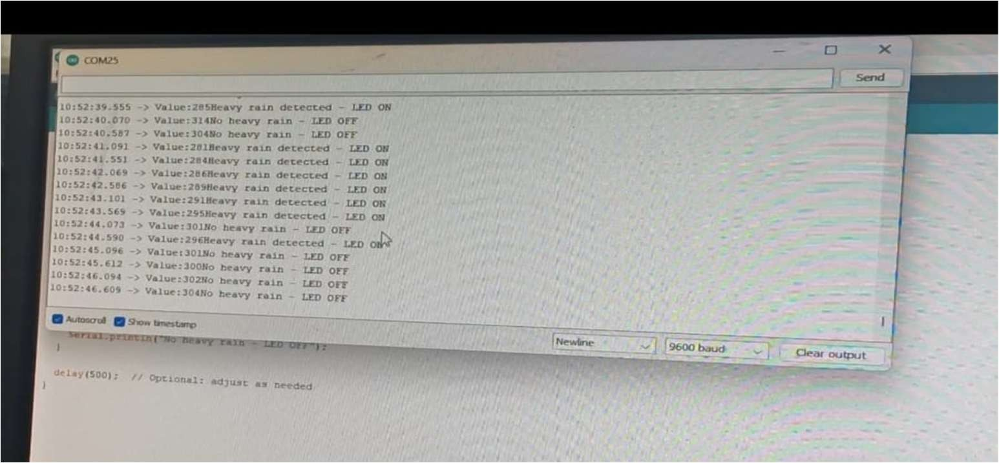 COM25
Send
10:52:39.555 -> Value:285Heavy rain detected - LED ON
10:52:40.070 -> Value:314No heavy rain - LED OFF
10:52:40.587 -> Value:304No heavy rain - LED OFF
10:52:41.091 -> Value:281Heavy rain detected - LED ON
10:52:41.551 -> Value:284Heavy rain detected - LED ON
10:52:42.069 -> Value:286Heavy rain detected - LED ON
10:52:42.586 -> Value:289Heavy rain detected - LED ON
10:52:43.101 -> Value:291Heavy rain detected - LED ON
10:52:43.569 -> Value:295Heavy rain detected - LED ON
10:52:44.073 -> Value:301No heavy rain - LED OFF
10:52:44.590 -> Value:296Heavy rain detected - LED ON
10:52:45.096 -> Value:301No heavy rain - LED OFF
10:52:45.612 -> Value:300No heavy rain - LED OFF
10:52:46.094 -> Value:302No heavy rain - LED OFF
10:52:46.609 -> Value:304No heavy rain - LED OFF
Autoscroll Show timestamp
Newline 9600 baud Clear output
Serial.println("No heavy rain - LED OFF");
}
delay(500); // Optional: adjust as needed
}